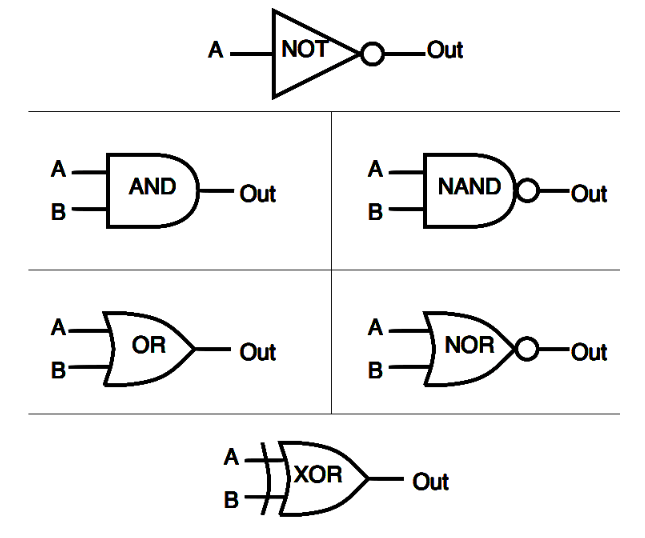 A NOT Out
A AND Out
B
A NAND Out
B
A OR Out
B
A NOR Out
B
A XOR Out
B